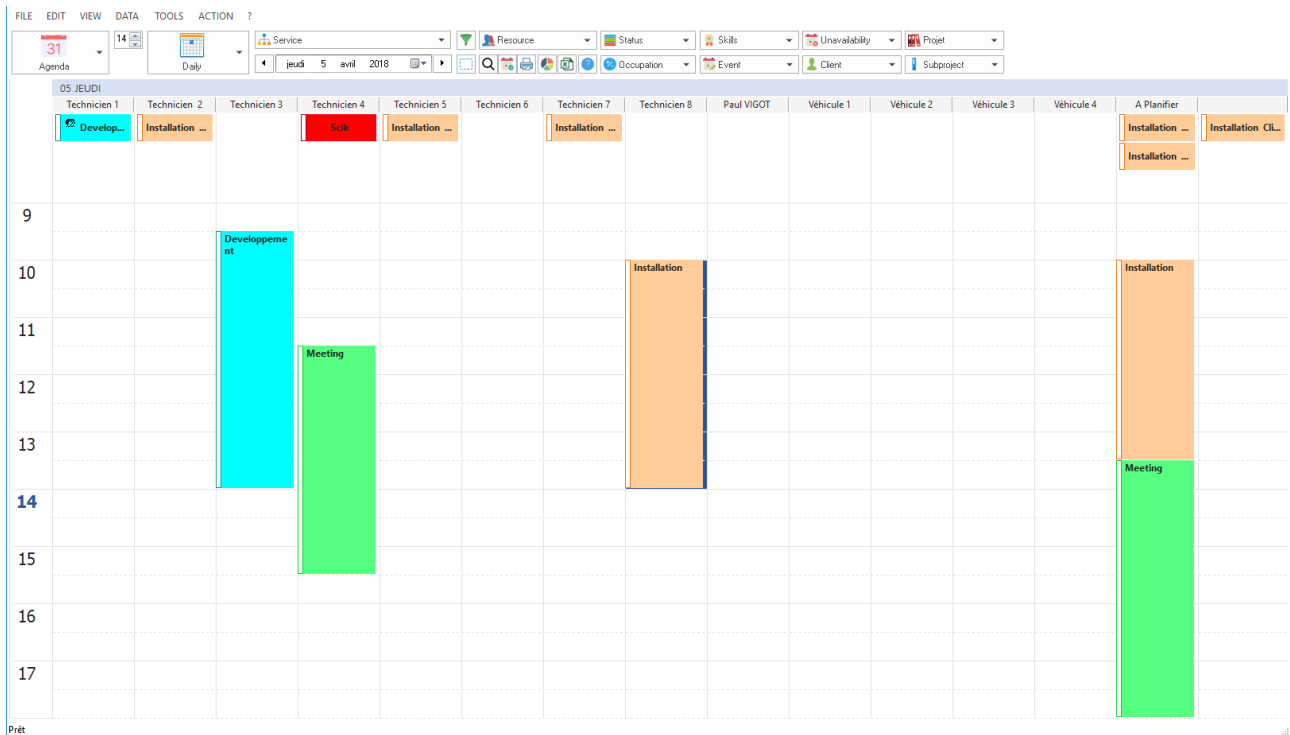 FILE EDIT VIEW DATA TOOLS ACTION ?
31 Agenda
14
Daily
Service
jeudi 5 avril 2018
Resource Status Skills Unavailability Projet
Occupation Event Client Subproject
05 JEUDI
Technicien 1 Technicien 2 Technicien 3 Technicien 4 Technicien 5 Technicien 6 Technicien 7 Technicien 8 Paul VIGOT Véhicule 1 Véhicule 2 Véhicule 3 Véhicule 4 A Planifier
Develop... Installation ... Sclk Installation ... Installation ... Installation ... Installation Cli...
Installation ...
9
Developpeme
nt
10 Installation Installation
11
Meeting
12
13
Meeting
14
15
16
17
Prêt